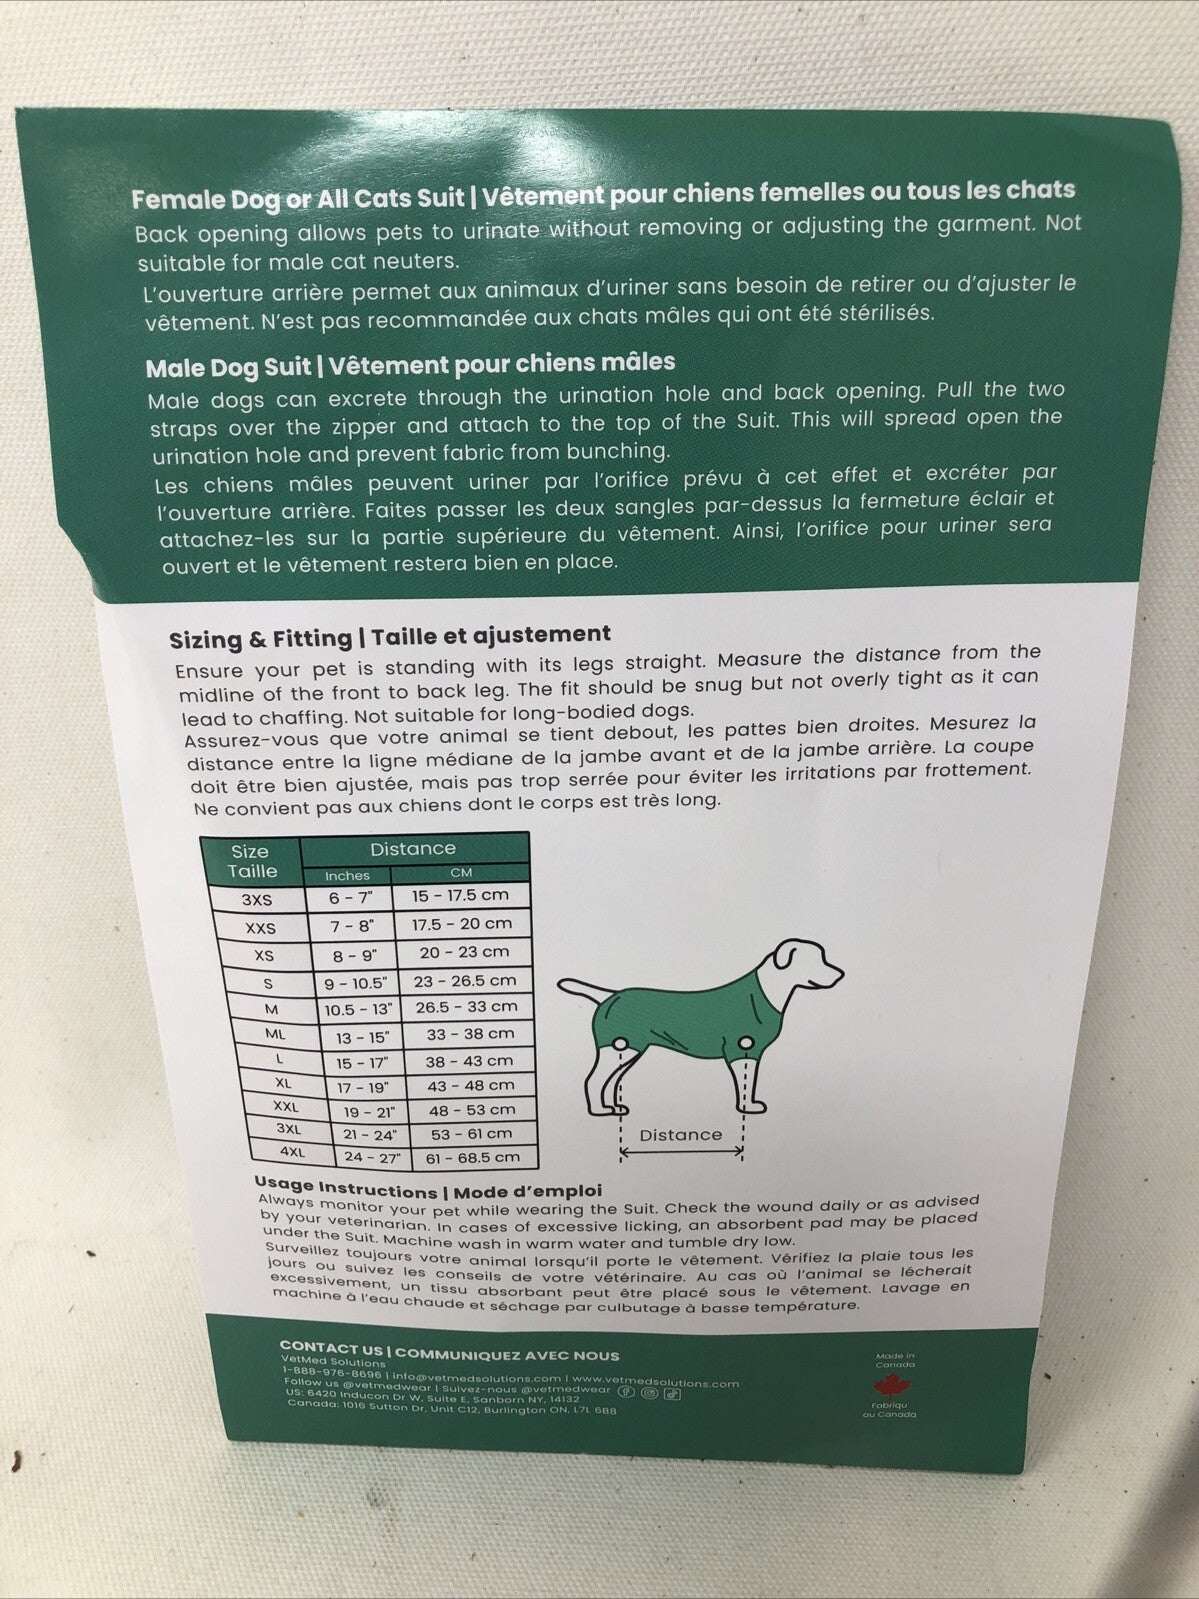 Female Dog or All Cats Suit | Vêtement pour chiens femelles ou tous les chats
Back opening allows pets to urinate without removing or adjusting the garment. Not
suitable for male cat neuters.
L'ouverture arrière permet aux animaux d'uriner sans besoin de retirer ou d'ajuster le
vêtement. N'est pas recommandée aux chats mâles qui ont été stérilisés.
Male Dog Suit | Vêtement pour chiens mâles
Male dogs can excrete through the urination hole and back opening. Pull the two
straps over the zipper and attach to the top of the Suit. This will spread open the
urination hole and prevent fabric from bunching.
Les chiens mâles peuvent uriner par l'orifice prévu à cet effet et excréter par
l'ouverture arrière. Faites passer les deux sangles par-dessus la fermeture éclair et
attachez-les sur la partie supérieure du vêtement. Ainsi, l'orifice pour uriner sera
ouvert et le vêtement restera bien en place.
Sizing & Fitting | Taille et ajustement
Ensure your pet is standing with its legs straight. Measure the distance from the
midline of the front to back leg. The fit should be snug but not overly tight as it can
lead to chaffing. Not suitable for long-bodied dogs.
Assurez-vous que votre animal se tient debout, les pattes bien droites. Mesurez la
distance entre la ligne médiane de la jambe avant et de la jambe arrière. La coupe
doit être bien ajustée, mais pas trop serrée pour éviter les irritations par frottement.
Ne convient pas aux chiens dont le corps est très long.
Size Distance
Taille Inches CM
3XS 6 - 7" 15 - 17.5 cm
XXS 7 - 8" 17.5 - 20 cm
XS 8 - 9" 20 - 23 cm
S 9 - 10.5" 23 - 26.5 cm
M 10.5 - 13" 26.5 - 33 cm
ML 13 - 15" 33 - 38 cm
L 15 - 17" 38 - 43 cm
XL 17 - 19" 43 - 48 cm
XXL 19 - 21" 48 - 53 cm
3XL 21 - 24" 53 - 61 cm
4XL 24 - 27" 61 - 68.5 cm
Distance
Usage Instructions | Mode d'emploi
Always monitor your pet while wearing the Suit. Check the wound daily or as advised
by your veterinarian. In cases of excessive licking, an absorbent pad may be placed
under the Suit. Machine wash in warm water and tumble dry low.
Surveillez toujours votre animal lorsqu'il porte le vêtement. Vérifiez la plaie tous les
jours ou suivez les conseils de votre vétérinaire. Au cas où l'animal se lécherait
excessivement, un tissu absorbant peut être placé sous le vêtement. Lavage en
machine à l'eau chaude et séchage par culbutage à basse température.
CONTACT US | COMMUNIQUEZ AVEC NOUS
VetMed Solutions
1-888-976-8696 | info@vetmedsolutions.com | www.vetmedsolutions.com
Follow us @vetmedwear | Suivez-nous @vetmedwear
US: 6420 Inducon Dr W, Suite E, Sanborn NY, 14132
Canada: 1016 Sutton Dr, Unit C12, Burlington ON, L7L 6B8
Made in
Canada
Fabriqu
au Canada